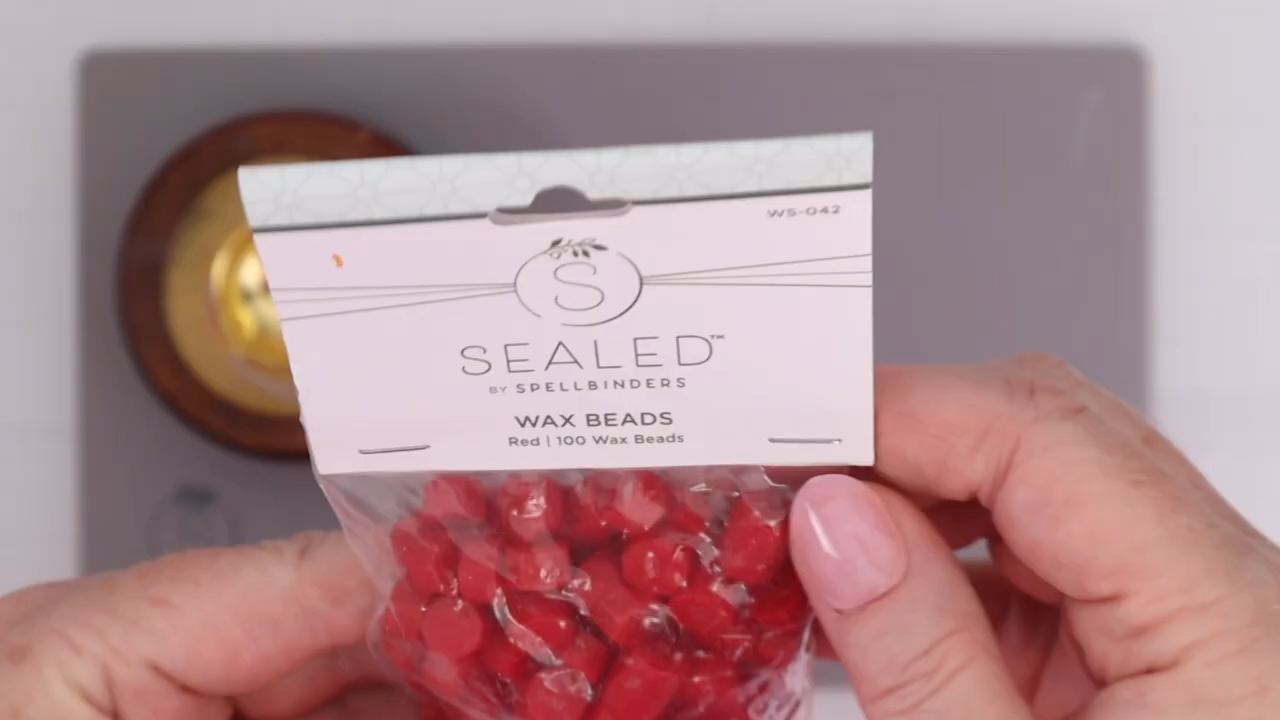 WS-042
S
SEALED™
BY SPELLBINDERS
WAX BEADS
Red | 100 Wax Beads